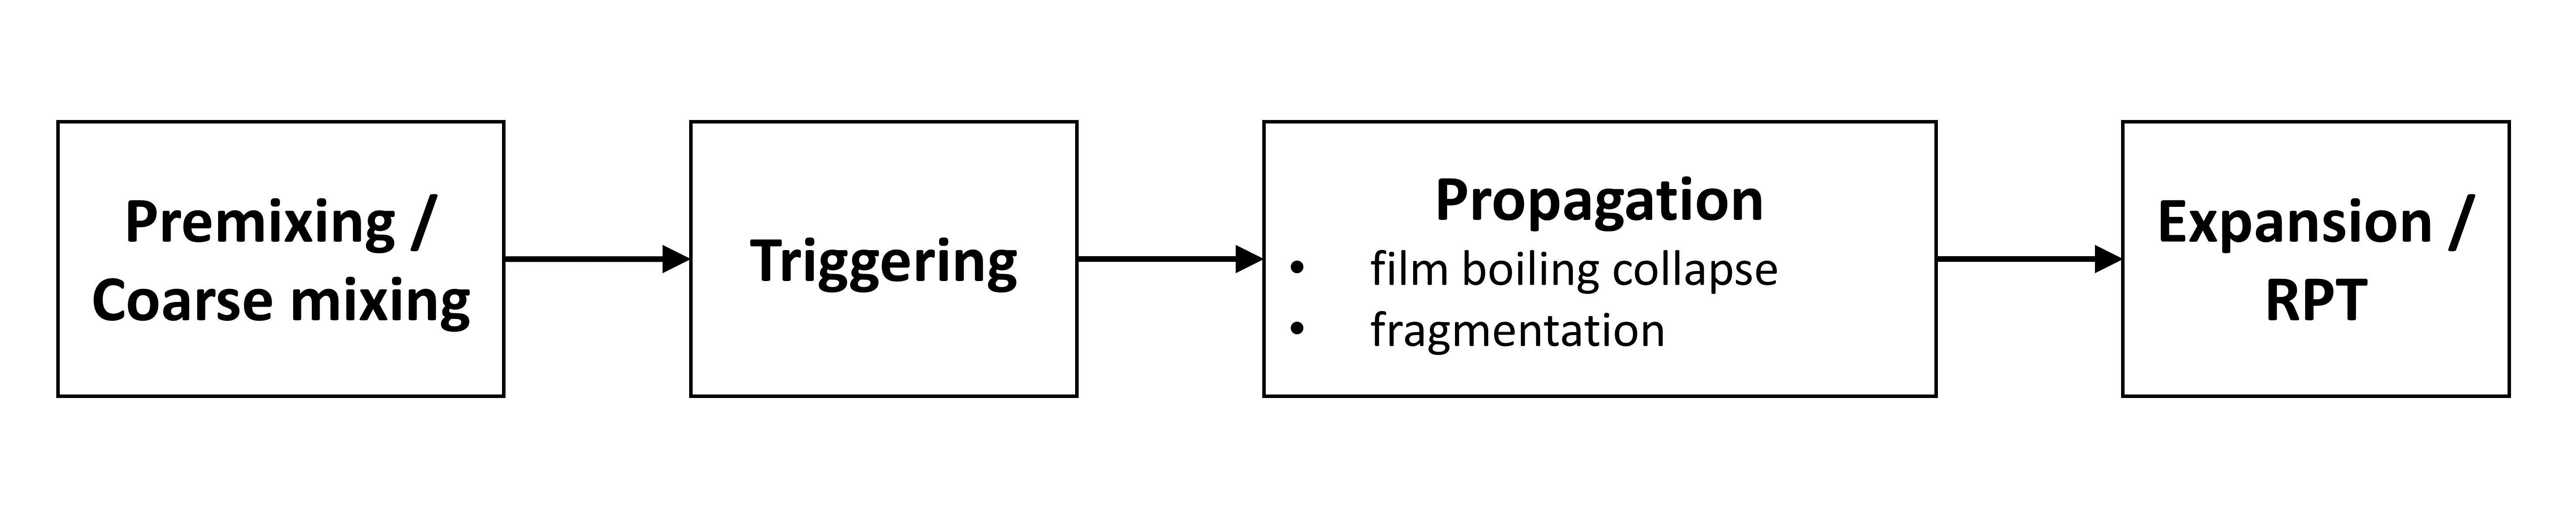 Premixing /
Coarse mixing
Triggering
Propagation
• film boiling collapse
• fragmentation
Expansion /
RPT